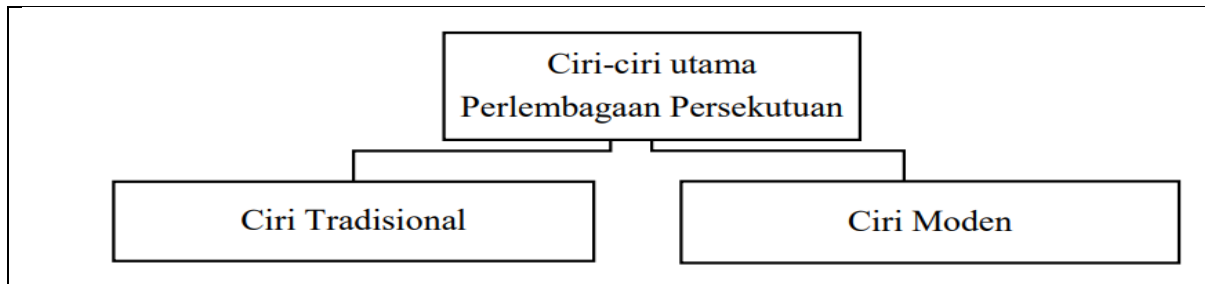 Ciri-ciri utama
Perlembagaan Persekutuan
Ciri Tradisional
Ciri Moden